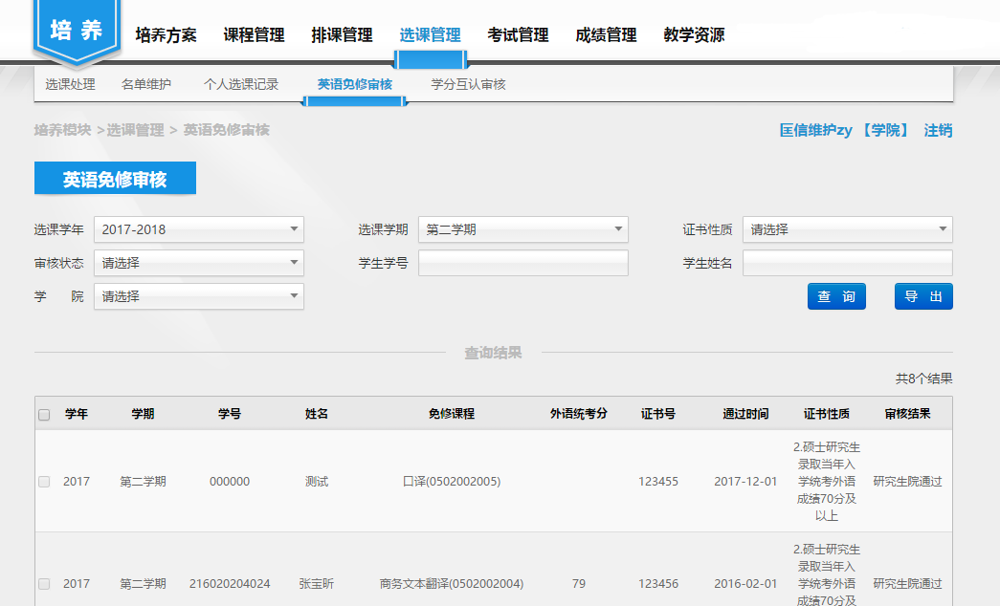 培 养
培养方案 课程管理 排课管理 选课管理 考试管理 成绩管理 教学资源
选课处理 名单维护 个人选课记录 英语免修审核 学分互认审核
培养模块 >选课管理 > 英语免修审核 匡信维护zy 【学院】 注销
英语免修审核
选课学年 2017-2018 选课学期 第二学期 证书性质 请选择
审核状态 请选择 学生学号 学生姓名
学 院 请选择 查 询 导 出
查询结果
共8个结果
学年 学期 学号 姓名 免修课程 外语统考分 证书号 通过时间 证书性质 审核结果
2.硕士研究生
录取当年入
2017 第二学期 000000 测试 口译(0502002005) 123455 2017-12-01 学统考外语 研究生院通过
成绩70分及
以上
2.硕士研究生
录取当年入
2017 第二学期 216020204024 张宝昕 商务文本翻译(0502002004) 79 123456 2016-02-01 学统考外语 研究生院通过
成绩70分及